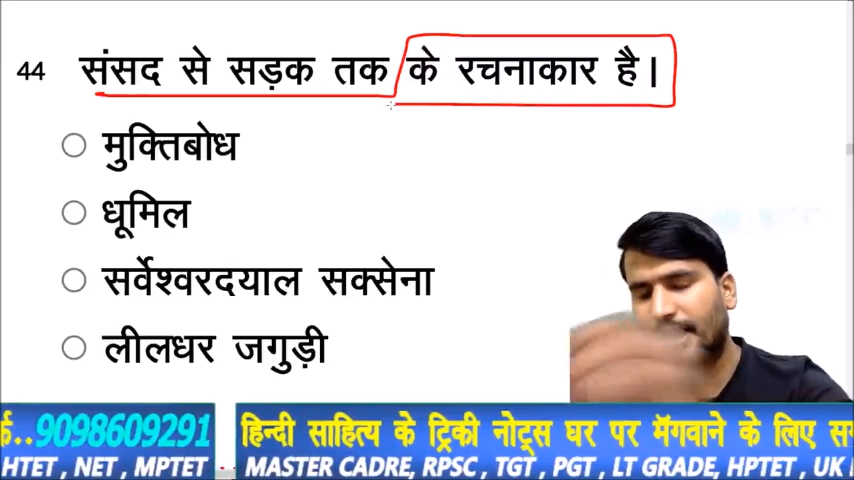 44 संसद से सड़क तक के रचनाकार है।
मुक्तिबोध
धूमिल
सर्वेश्वरदयाल सक्सेना
लीलधर जगुड़ी
9098609291 हिन्दी साहित्य के ट्रिकी नोट्स घर पर मॅगवाने के लिए
HTET , NET , MPTET MASTER CADRE, RPSC , TGT , PGT , LT GRADE, HPTET , UK